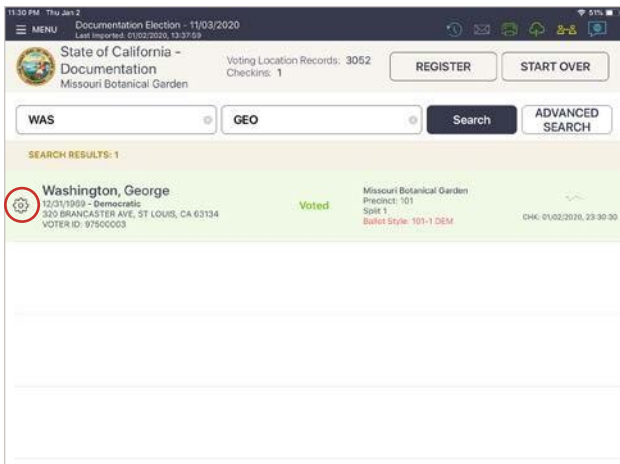 11:30 PM Thu Jan 2
51%
MENU
Documentation Election - 11/03/2020
Last Imported: 01/02/2020, 13:37:59
State of California -
Documentation
Missouri Botanical Garden
Voting Location Records: 3052
Checkins: 1
REGISTER
START OVER
WAS
GEO
Search
ADVANCED
SEARCH
SEARCH RESULTS: 1
Washington, George
12/31/1969 - Democratic
320 BRANCASTER AVE, ST LOUIS, CA 63134
VOTER ID: 97500003
Voted
Missouri Botanical Garden
Precinct: 101
Split 1
Ballot Style: 101-1 DEM
CHK: 01/02/2020, 23:30:30